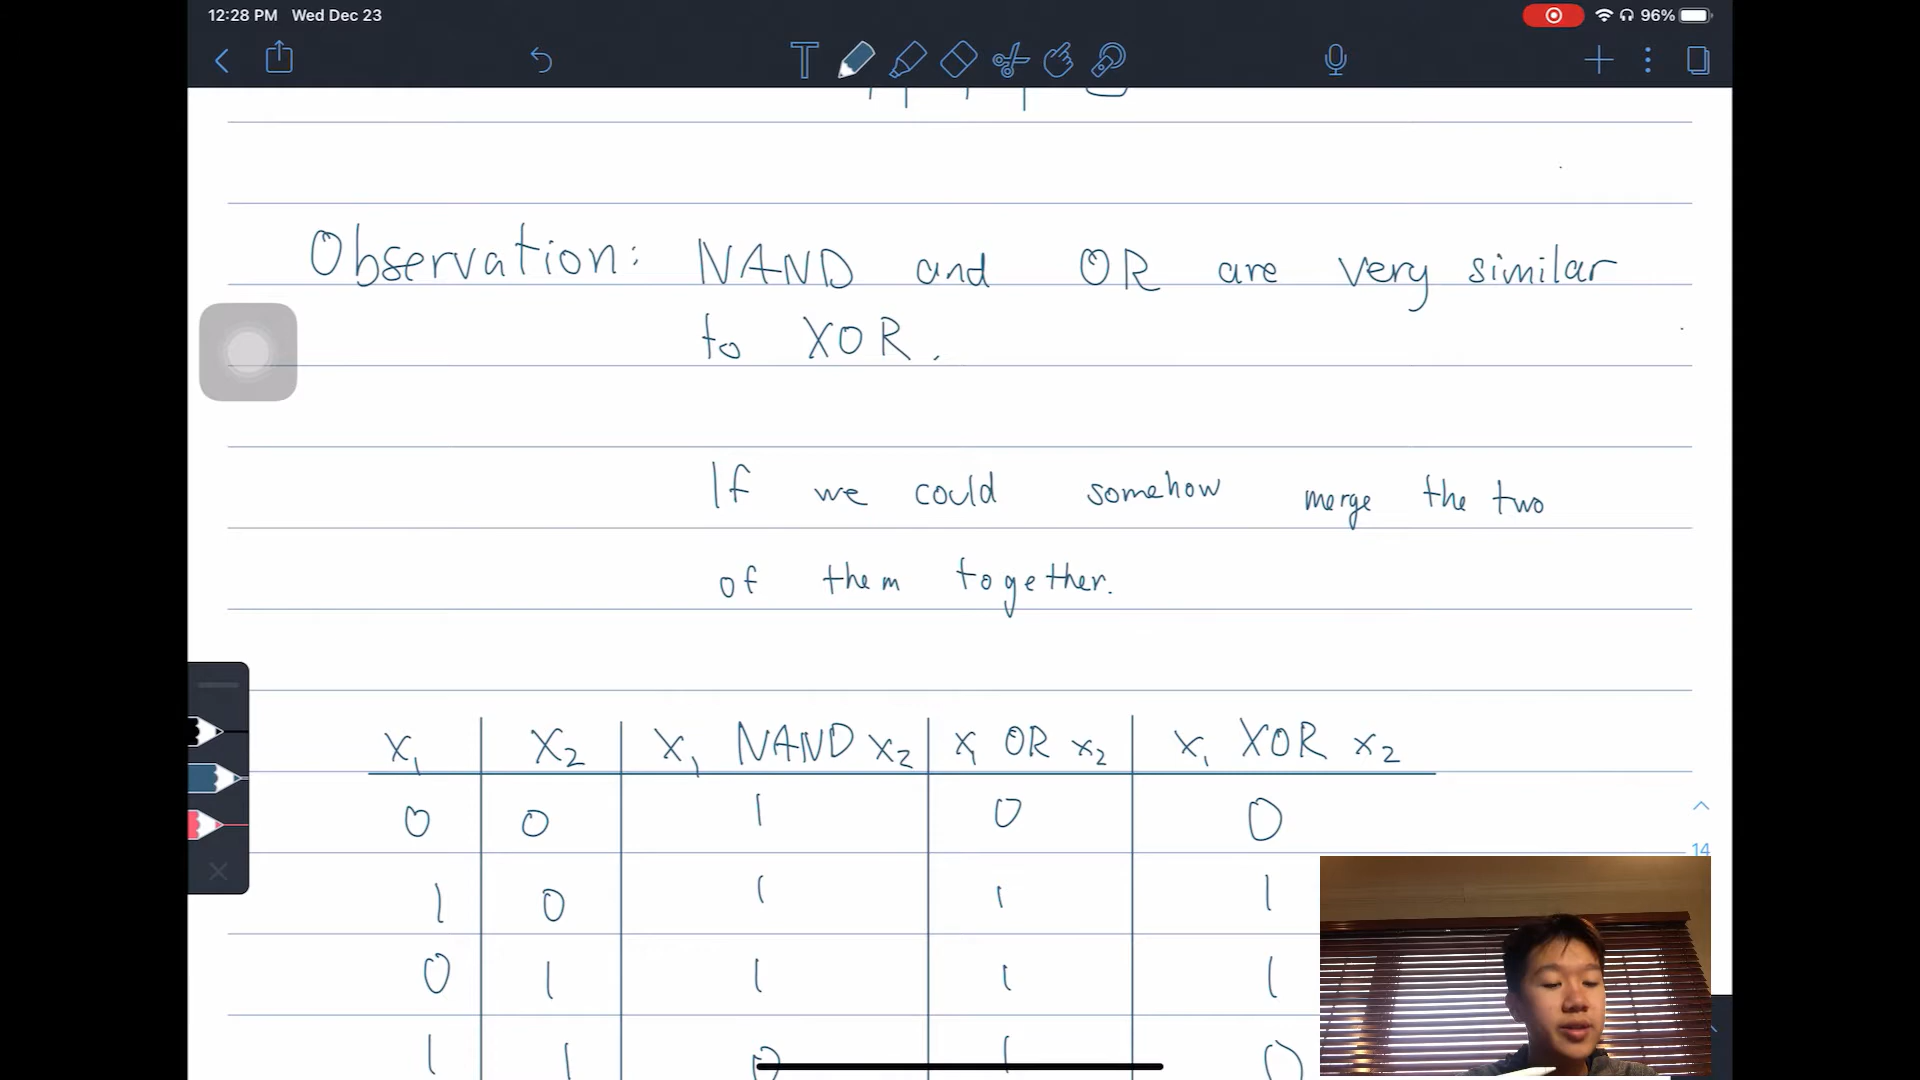 12:28 PM Wed Dec 23 96%
Observation: NAND and OR are very similar
to XOR.
If we could somehow merge the two
of them together.
x₁ x₂ x₁ NAND x₂ x₁ OR x₂ x₁ XOR x₂
0 0 1 0 0
14
1 0 1 1 1
0 1 1 1 1
1 1 0 1 0